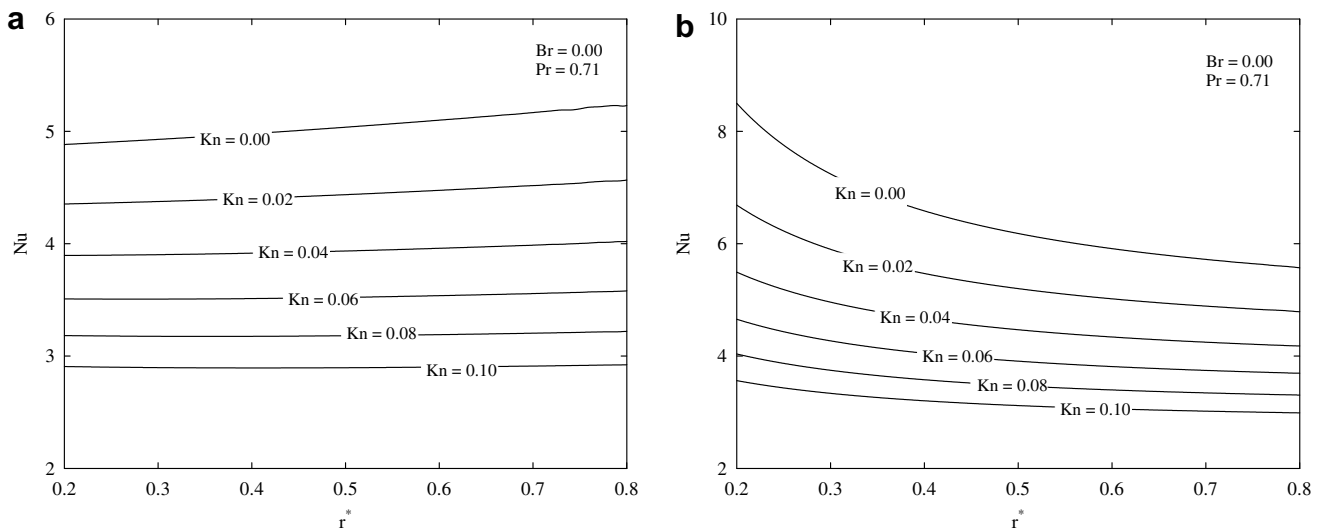 a
6
5
4
3
2
Nu
Br = 0.00
Pr = 0.71
Kn = 0.00
Kn = 0.02
Kn = 0.04
Kn = 0.06
Kn = 0.08
Kn = 0.10
0.2 0.3 0.4 0.5 0.6 0.7 0.8
r*
b
10
8
6
4
2
Nu
Br = 0.00
Pr = 0.71
Kn = 0.00
Kn = 0.02
Kn = 0.04
Kn = 0.06
Kn = 0.08
Kn = 0.10
0.2 0.3 0.4 0.5 0.6 0.7 0.8
r*